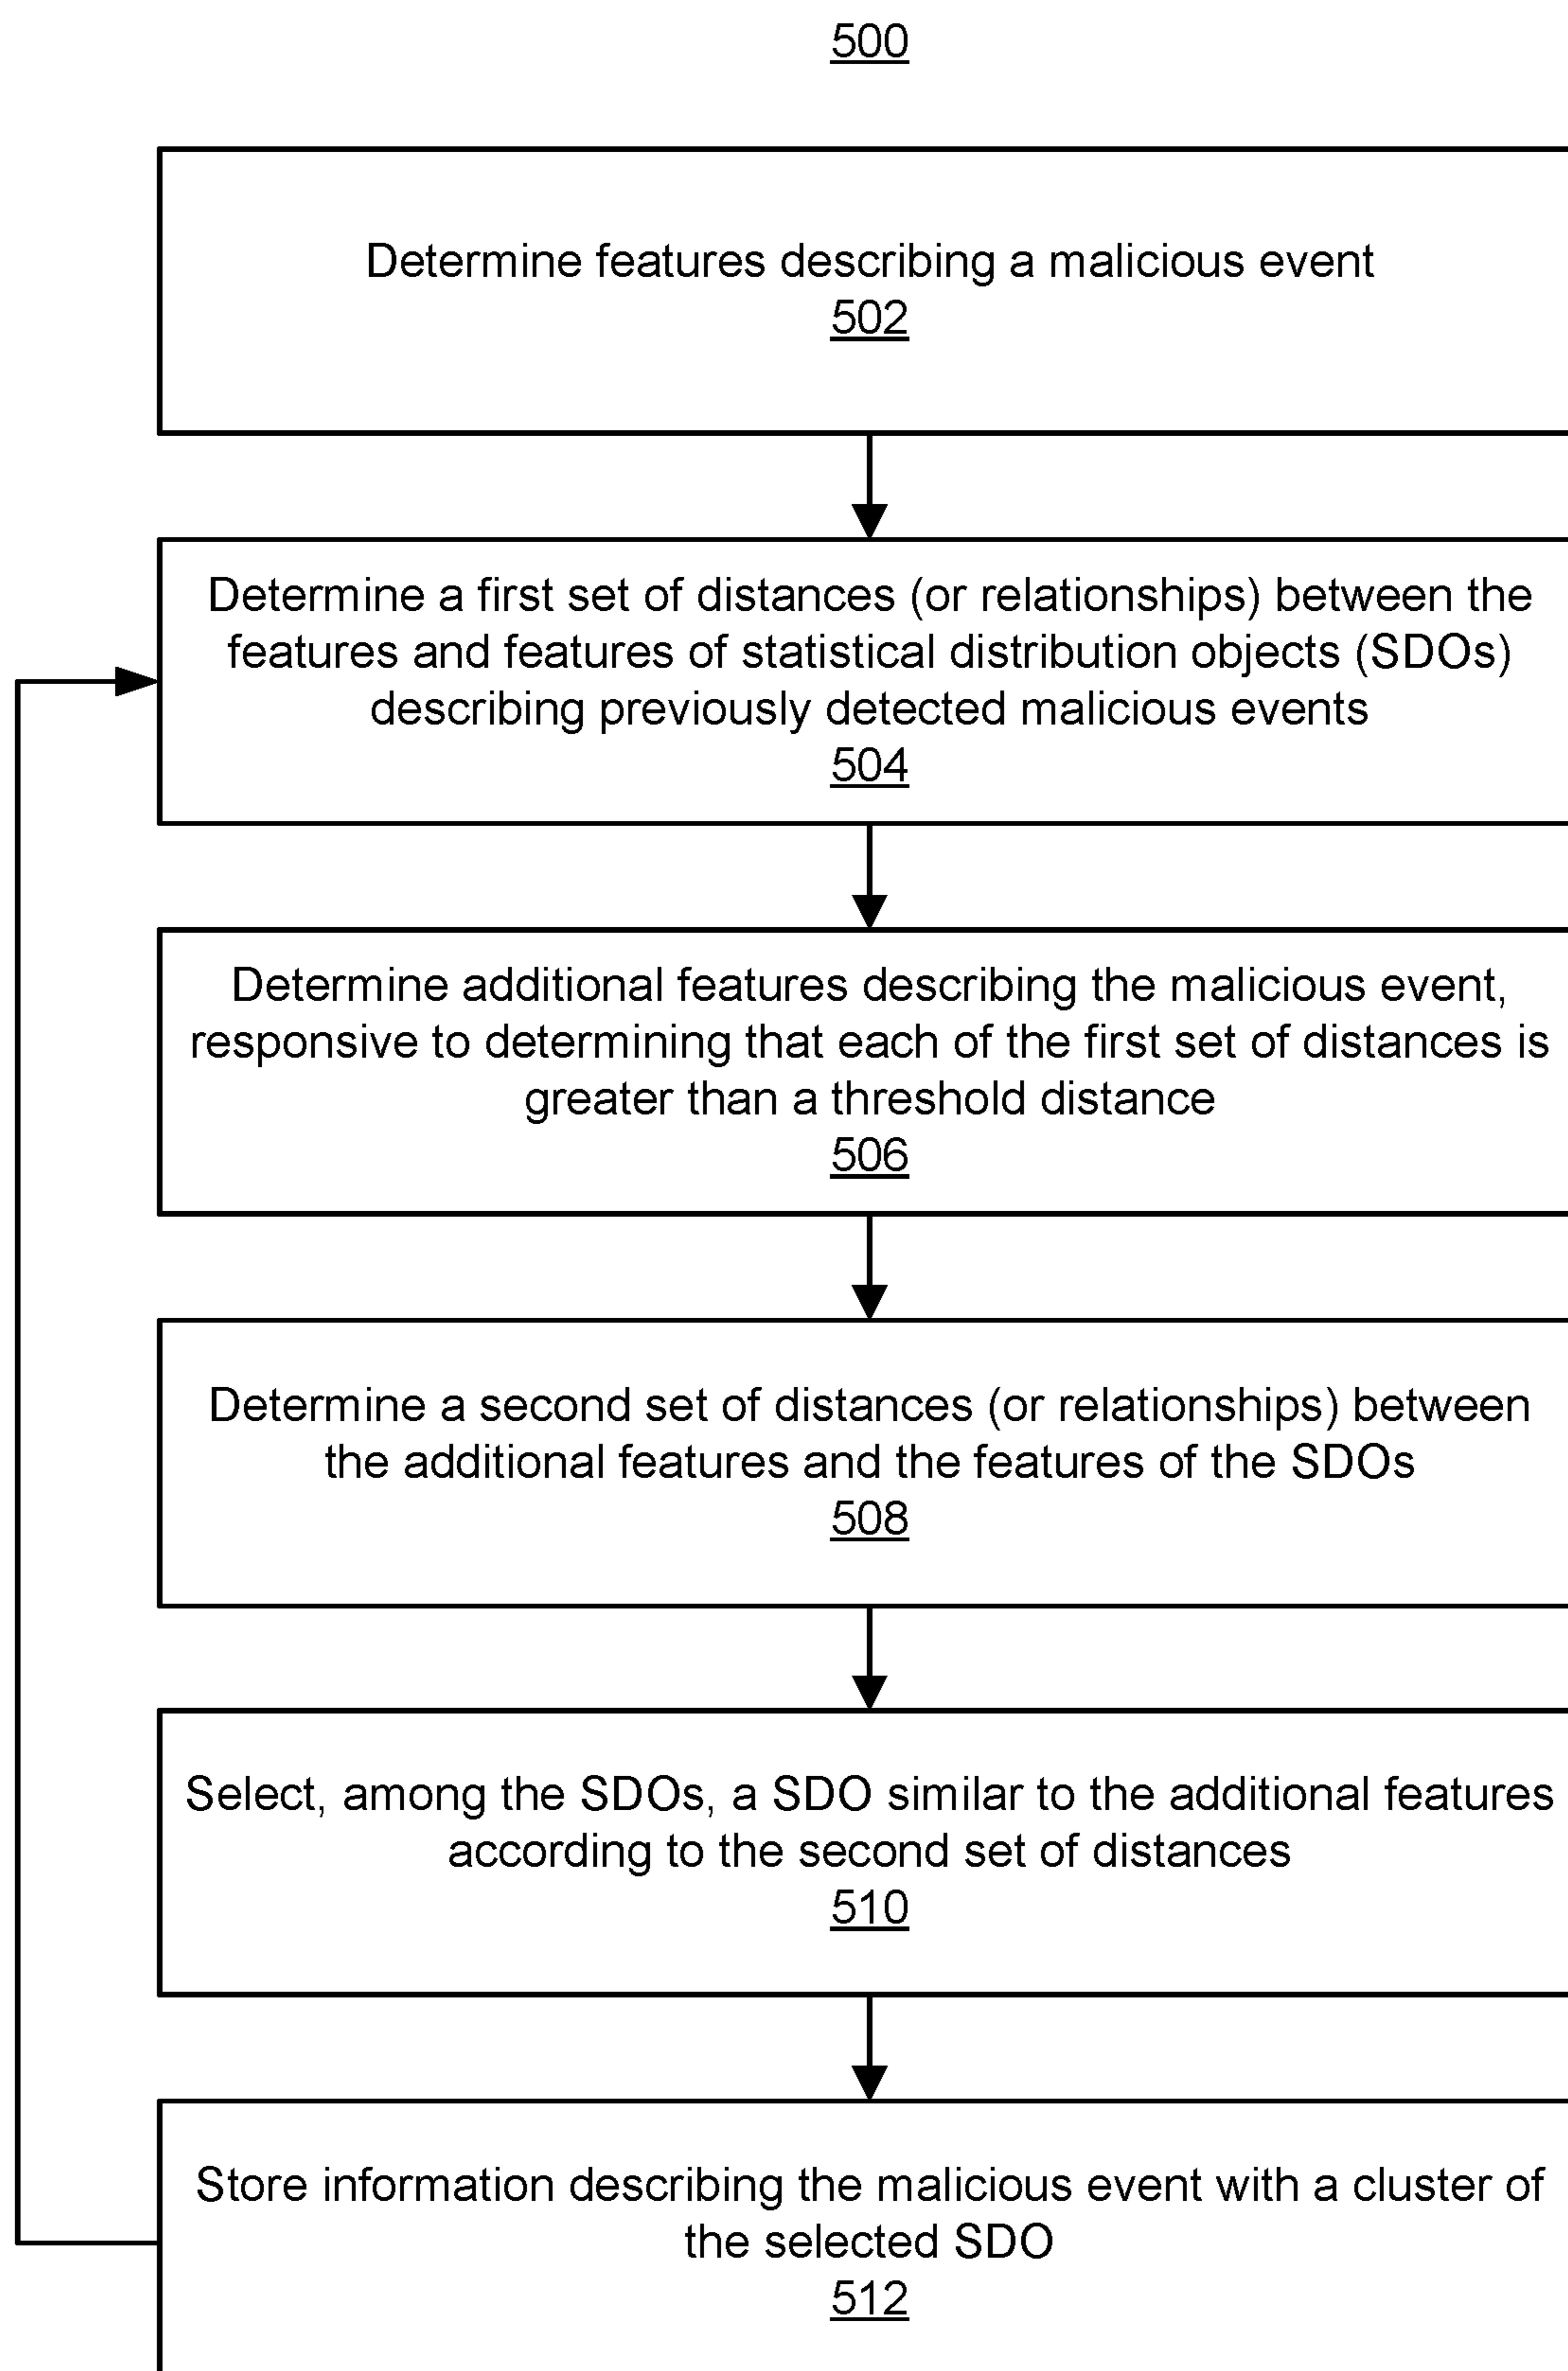 500
Determine features describing a malicious event
502
Determine a first set of distances (or relationships) between the
features and features of statistical distribution objects (SDOs)
describing previously detected malicious events
504
Determine additional features describing the malicious event,
responsive to determining that each of the first set of distances is
greater than a threshold distance
506
Determine a second set of distances (or relationships) between
the additional features and the features of the SDOs
508
Select, among the SDOs, a SDO similar to the additional features
according to the second set of distances
510
Store information describing the malicious event with a cluster of
the selected SDO
512